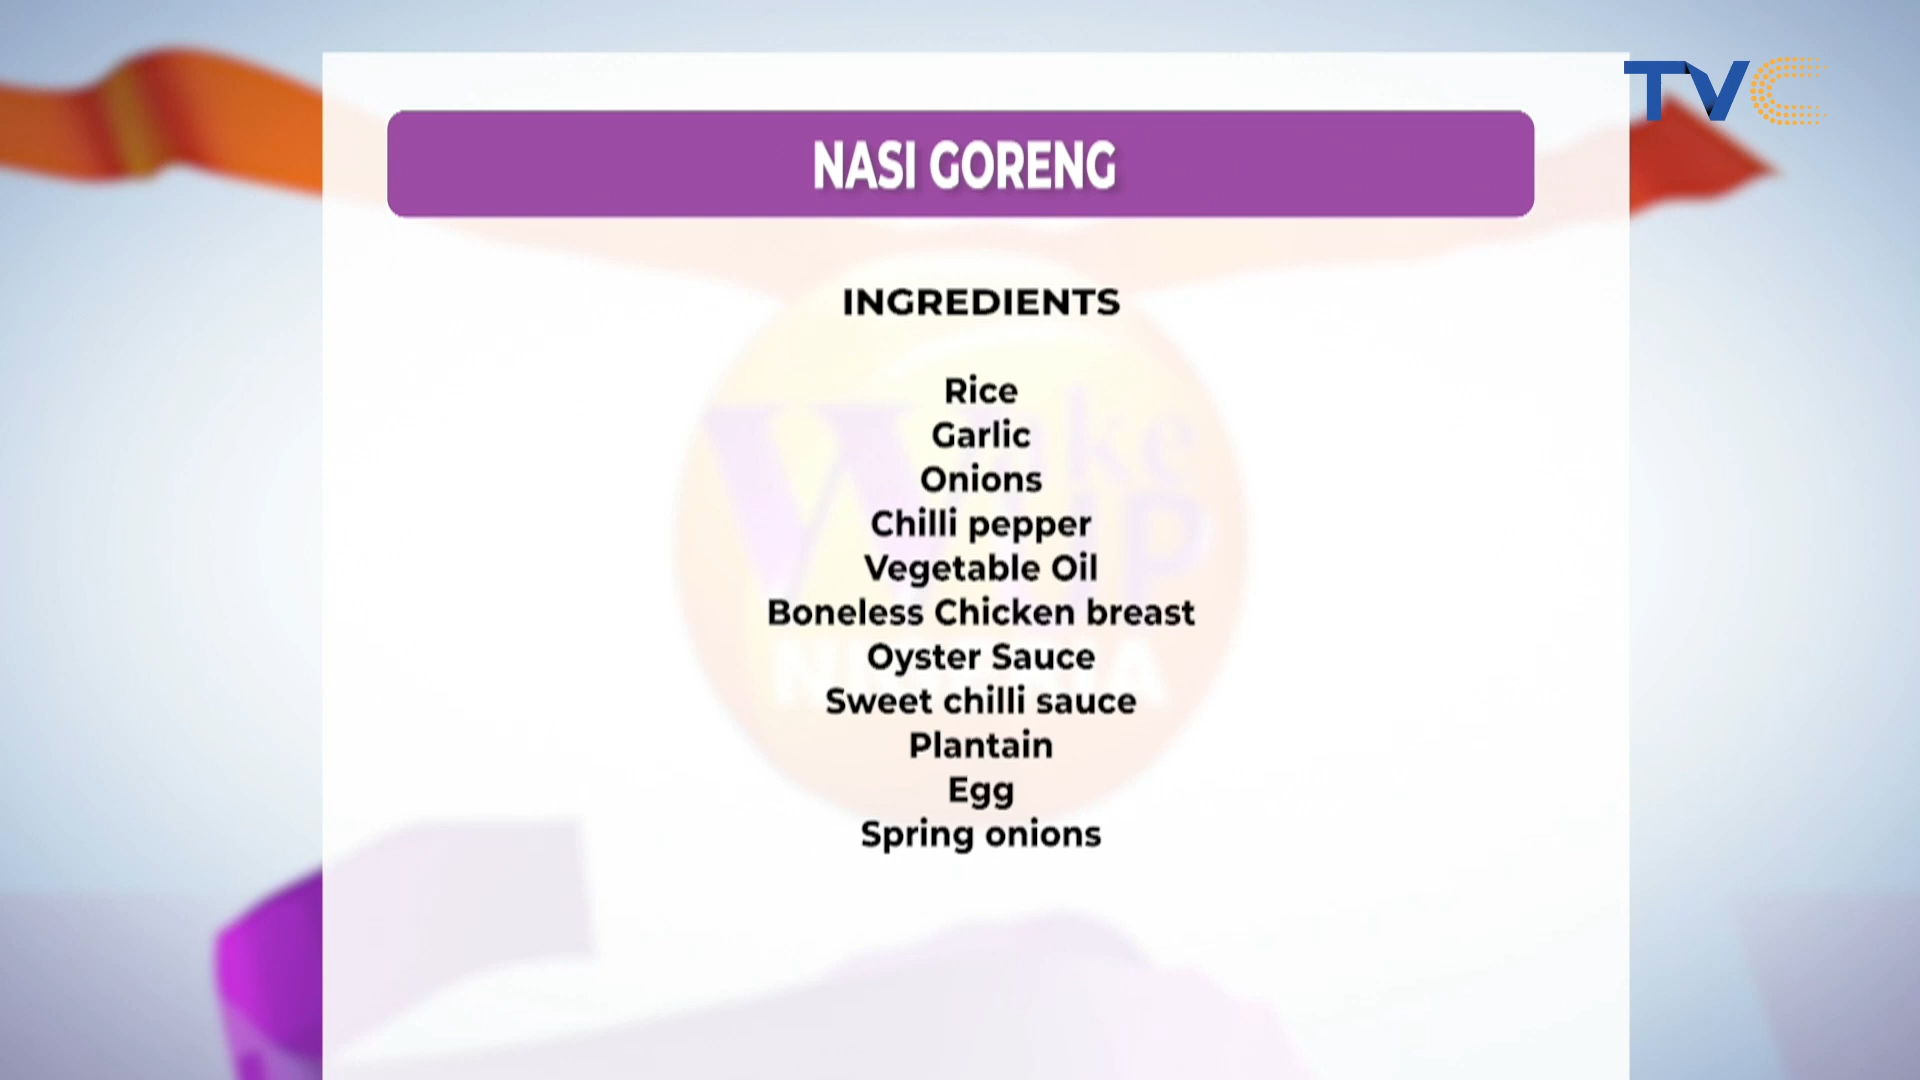 TVC
NASI GORENG
INGREDIENTS
Rice
Garlic
Onions
Chilli pepper
Vegetable Oil
Boneless Chicken breast
Oyster Sauce
Sweet chilli sauce
Plantain
Egg
Spring onions